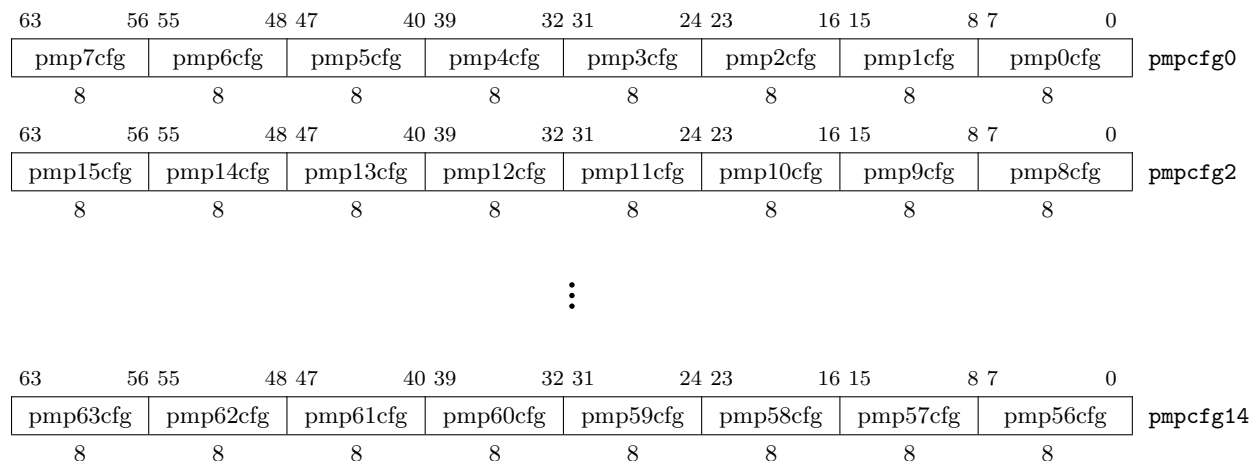 63 56 55 48 47 40 39 32 31 24 23 16 15 8 7 0
pmp7cfg pmp6cfg pmp5cfg pmp4cfg pmp3cfg pmp2cfg pmp1cfg pmp0cfg pmpcfg0
8 8 8 8 8 8 8 8
63 56 55 48 47 40 39 32 31 24 23 16 15 8 7 0
pmp15cfg pmp14cfg pmp13cfg pmp12cfg pmp11cfg pmp10cfg pmp9cfg pmp8cfg pmpcfg2
8 8 8 8 8 8 8 8
⋮
63 56 55 48 47 40 39 32 31 24 23 16 15 8 7 0
pmp63cfg pmp62cfg pmp61cfg pmp60cfg pmp59cfg pmp58cfg pmp57cfg pmp56cfg pmpcfg14
8 8 8 8 8 8 8 8